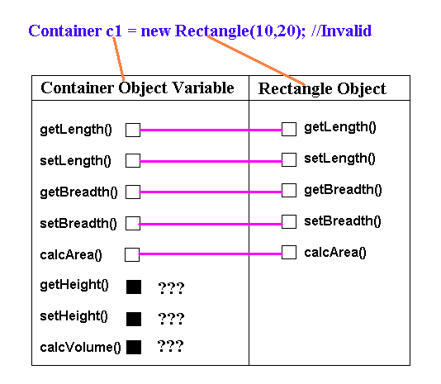 Container c1 = new Rectangle(10,20); //Invalid
Container Object Variable Rectangle Object
getLength() getLength()
setLength() setLength()
getBreadth() getBreadth()
setBreadth() setBreadth()
calcArea() calcArea()
getHeight() ???
setHeight() ???
calcVolume() ???